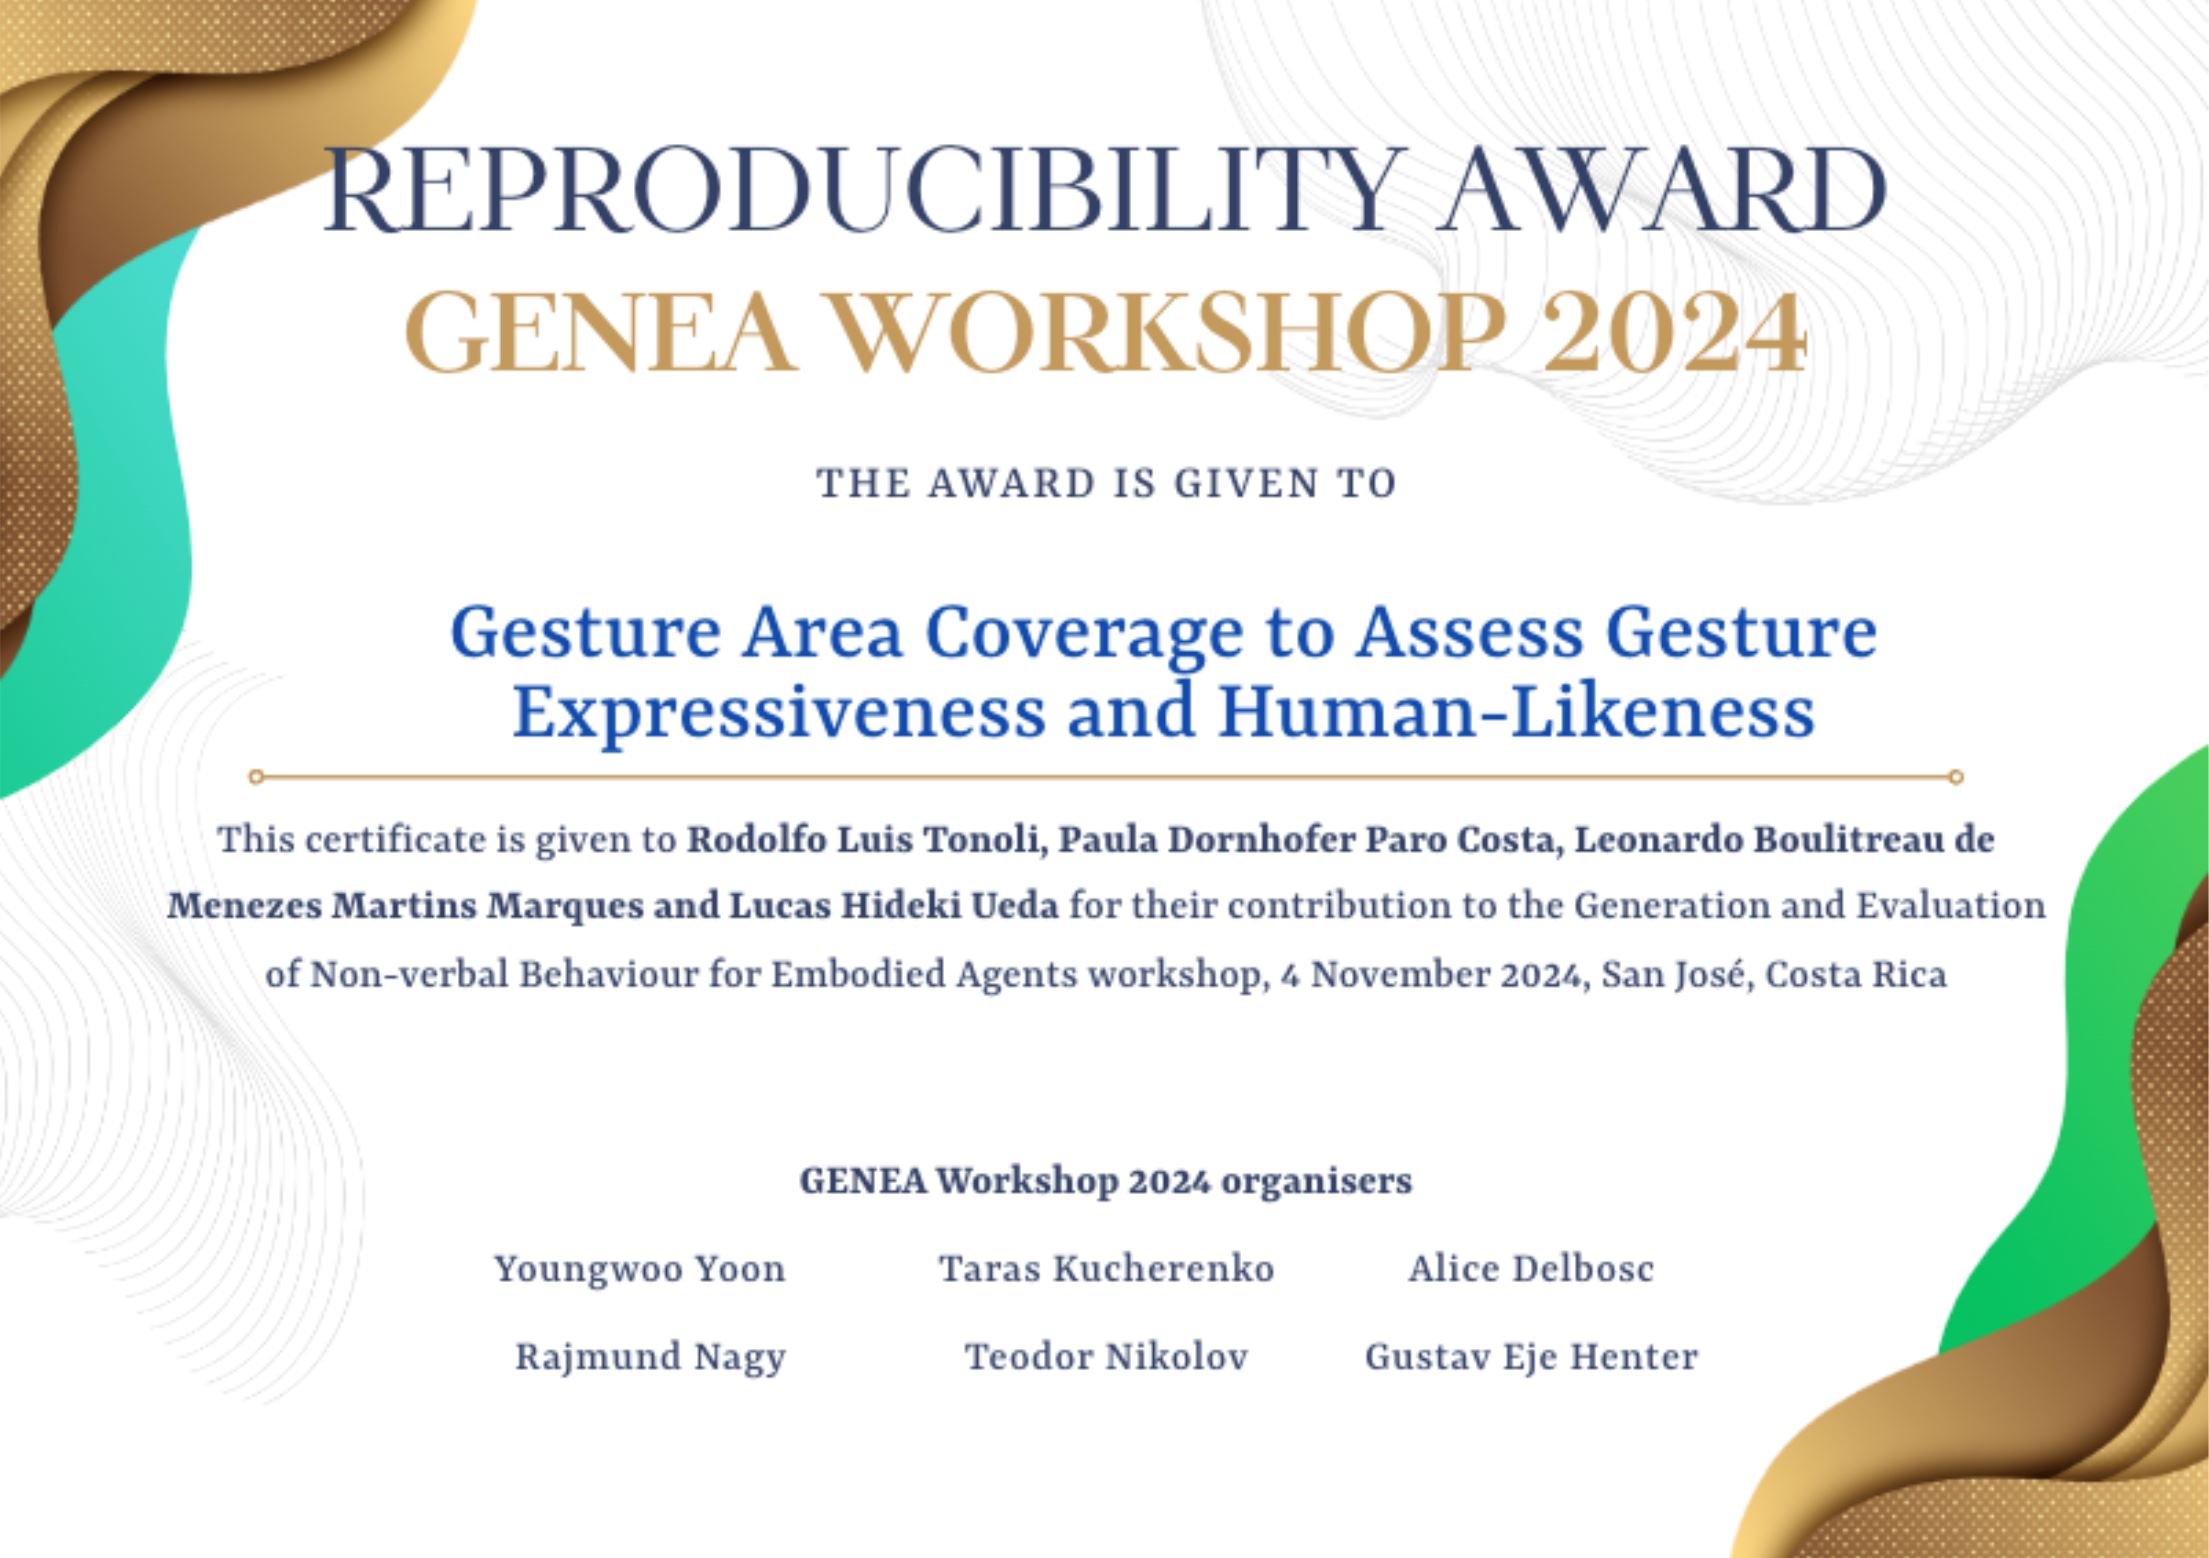 REPRODUCIBILITY AWARD
GENEA WORKSHOP 2024
THE AWARD IS GIVEN TO
Gesture Area Coverage to Assess Gesture
Expressiveness and Human-Likeness
This certificate is given to Rodolfo Luis Tonoli, Paula Dornhofer Paro Costa, Leonardo Boulitreau de
Menezes Martins Marques and Lucas Hideki Ueda for their contribution to the Generation and Evaluation
of Non-verbal Behaviour for Embodied Agents workshop, 4 November 2024, San José, Costa Rica
GENEA Workshop 2024 organisers
Youngwoo Yoon Taras Kucherenko Alice Delbosc
Rajmund Nagy Teodor Nikolov Gustav Eje Henter